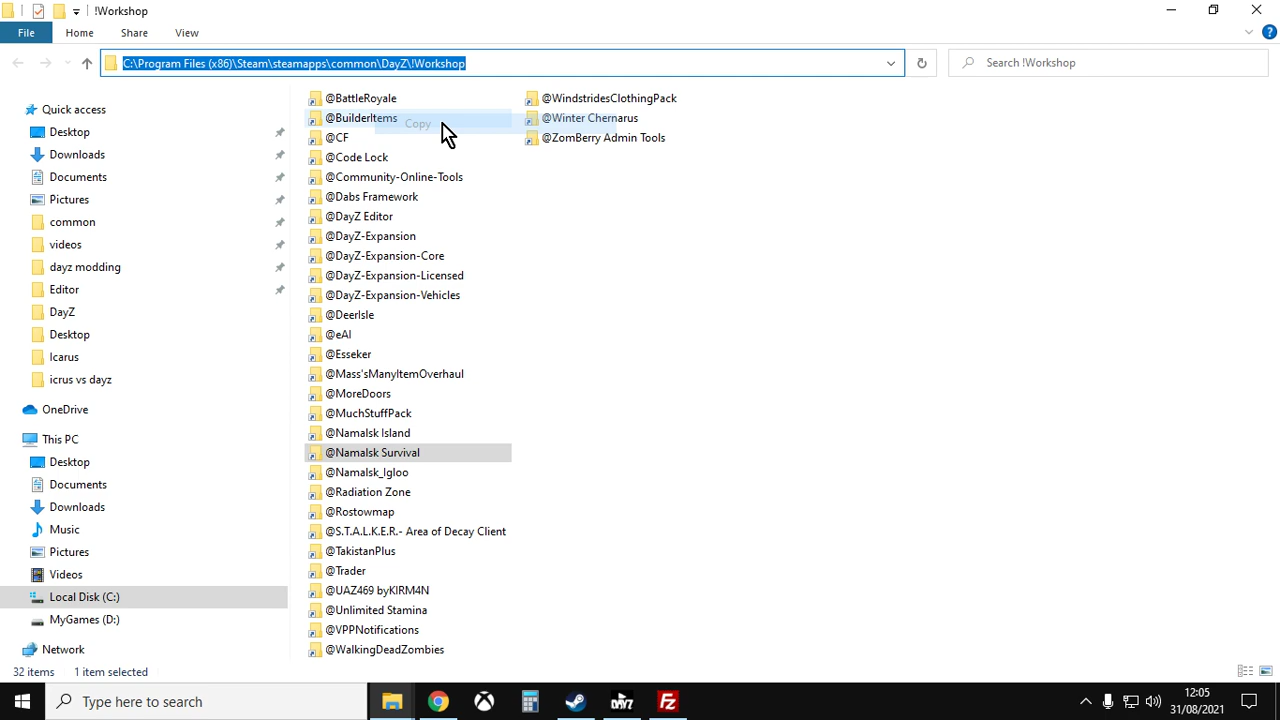 !Workshop
File Home Share View
C:\Program Files (x86)\Steam\steamapps\common\DayZ\!Workshop
Search !Workshop
Quick access
Desktop
Downloads
Documents
Pictures
common
videos
dayz modding
Editor
DayZ
Desktop
Icarus
icrus vs dayz
OneDrive
This PC
Desktop
Documents
Downloads
Music
Pictures
Videos
Local Disk (C:)
MyGames (D:)
Network
@BattleRoyale
@BuilderItems
Copy
@CF
@Code Lock
@Community-Online-Tools
@Dabs Framework
@DayZ Editor
@DayZ-Expansion
@DayZ-Expansion-Core
@DayZ-Expansion-Licensed
@DayZ-Expansion-Vehicles
@DeerIsle
@eAI
@Esseker
@Mass'sManyItemOverhaul
@MoreDoors
@MuchStuffPack
@Namalsk Island
@Namalsk Survival
@Namalsk_Igloo
@Radiation Zone
@Rostowmap
@S.T.A.L.K.E.R.- Area of Decay Client
@TakistanPlus
@Trader
@UAZ469 byKIRM4N
@Unlimited Stamina
@VPPNotifications
@WalkingDeadZombies
@WindstridesClothingPack
@Winter Chernarus
@ZomBerry Admin Tools
32 items 1 item selected
Type here to search
DAYZ
Fz
12:05
31/08/2021